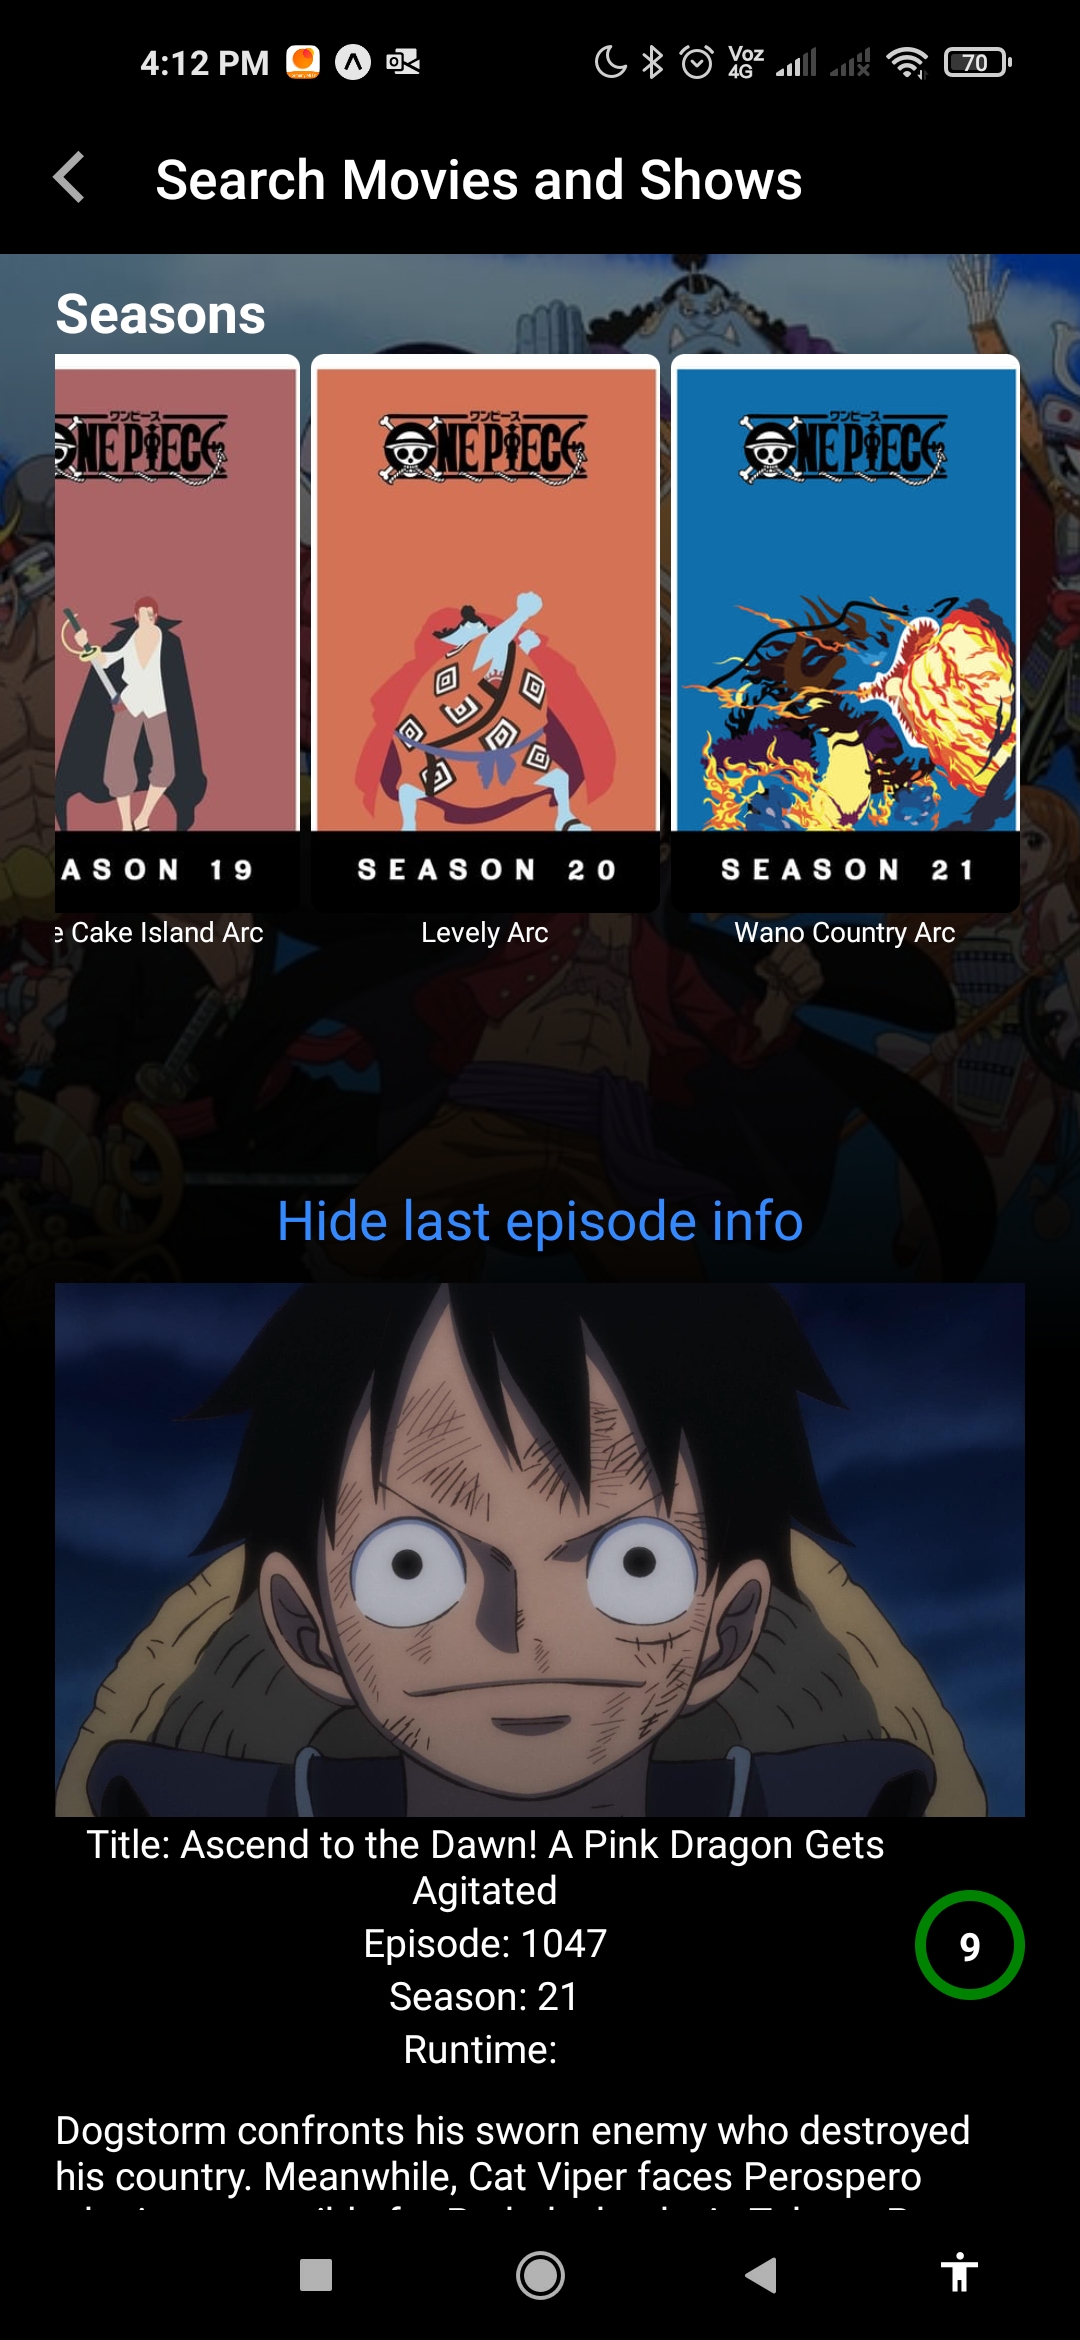 4:12 PM
Voz
4G
70
Search Movies and Shows
Seasons
ワンピース
ONE PIECE
ワンピース
ONE PIECE
ワンピース
ONE PIECE
ASON 19
SEASON 20
SEASON 21
e Cake Island Arc
Levely Arc
Wano Country Arc
Hide last episode info
Title: Ascend to the Dawn! A Pink Dragon Gets
Agitated
Episode: 1047
9
Season: 21
Runtime:
Dogstorm confronts his sworn enemy who destroyed
his country. Meanwhile, Cat Viper faces Perospero